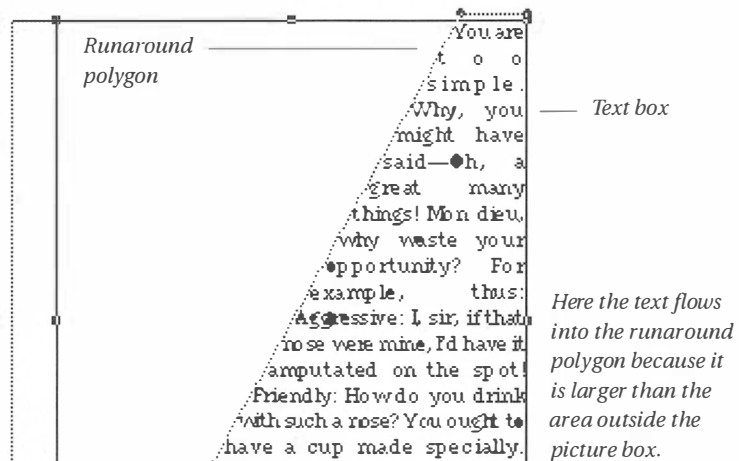 Runaround
polygon
You are
t o o
simple.
Why, you
might have
said—Oh, a
great many
things! Mon dieu,
why waste your
opportunity? For
example, thus:
Aggressive: I, sir, if that
nose were mine, I'd have it
amputated on the spot!
Friendly: How do you drink
with such a nose? You ought to
have a cup made specially.
Text box
Here the text flows
into the runaround
polygon because it
is larger than the
area outside the
picture box.